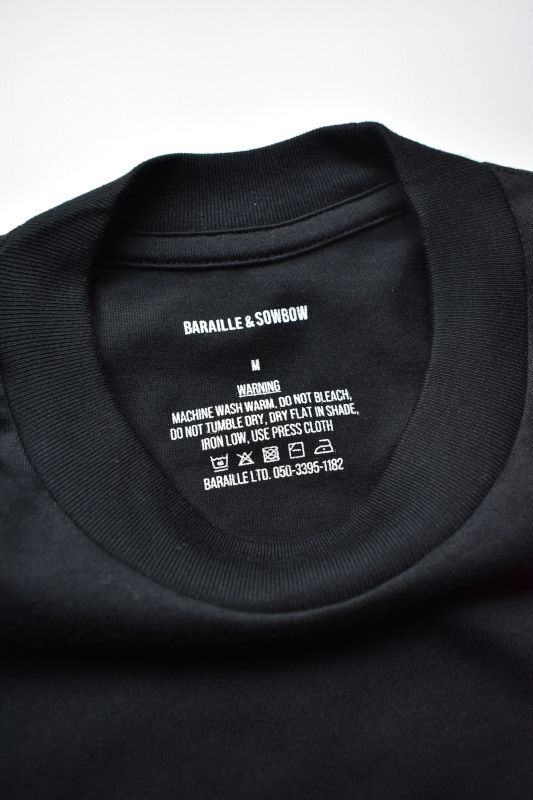 BARAILLE & SOWBOW
M
WARNING
MACHINE WASH WARM, DO NOT BLEACH,
DO NOT TUMBLE DRY, DRY FLAT IN SHADE,
IRON LOW, USE PRESS CLOTH
BARAILLE LTD. 050-3395-1182